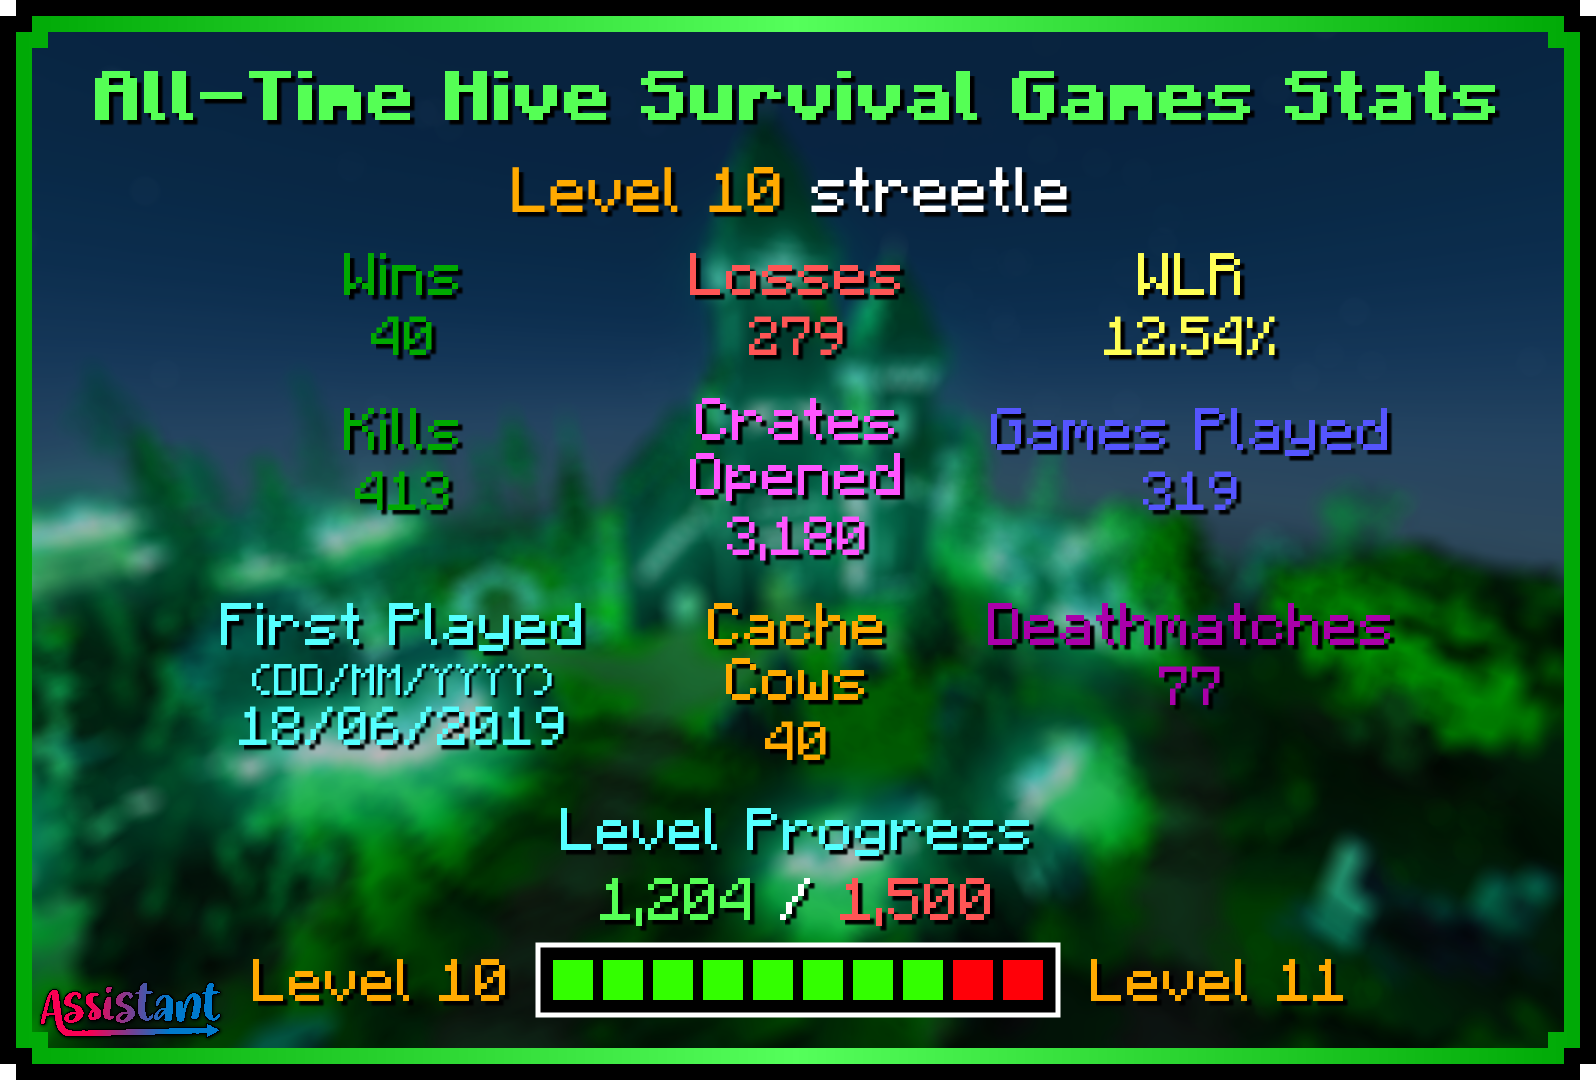 All-Time Hive Survival Games Stats
Level 10 streetle
Wins
40
Losses
279
WLR
12.54%
Kills
413
Crates
Opened
3,180
Games Played
319
First Played
(DD/MM/YYYY)
18/06/2019
Cache
Cows
40
Deathmatches
77
Level Progress
1,204 / 1,500
Level 10
Level 11
Assistant